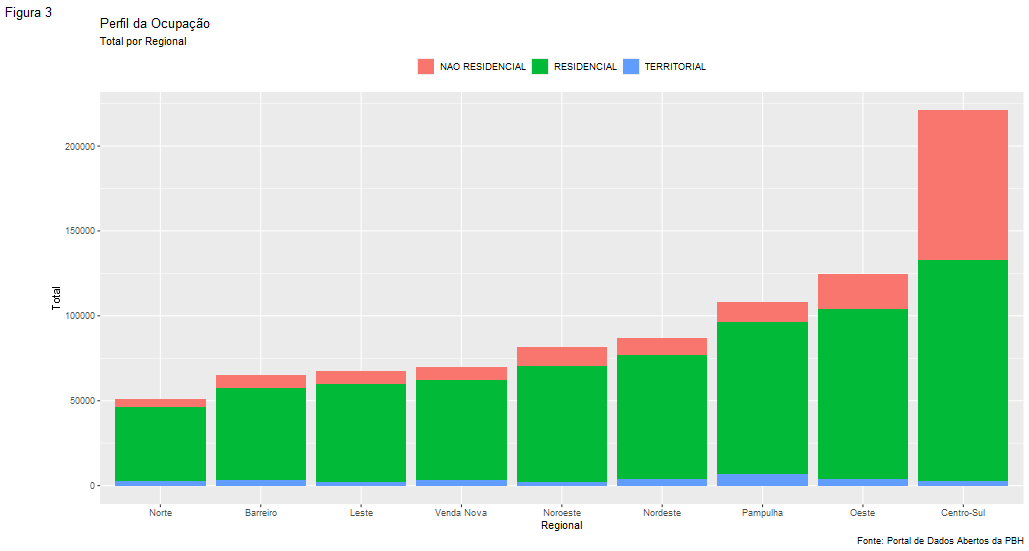 Figura 3
Perfil da Ocupação
Total por Regional
NAO RESIDENCIAL RESIDENCIAL TERRITORIAL
Total
200000
150000
100000
50000
0
Norte Barreiro Leste Venda Nova Noroeste Nordeste Pampulha Oeste Centro-Sul
Regional
Fonte: Portal de Dados Abertos da PBH